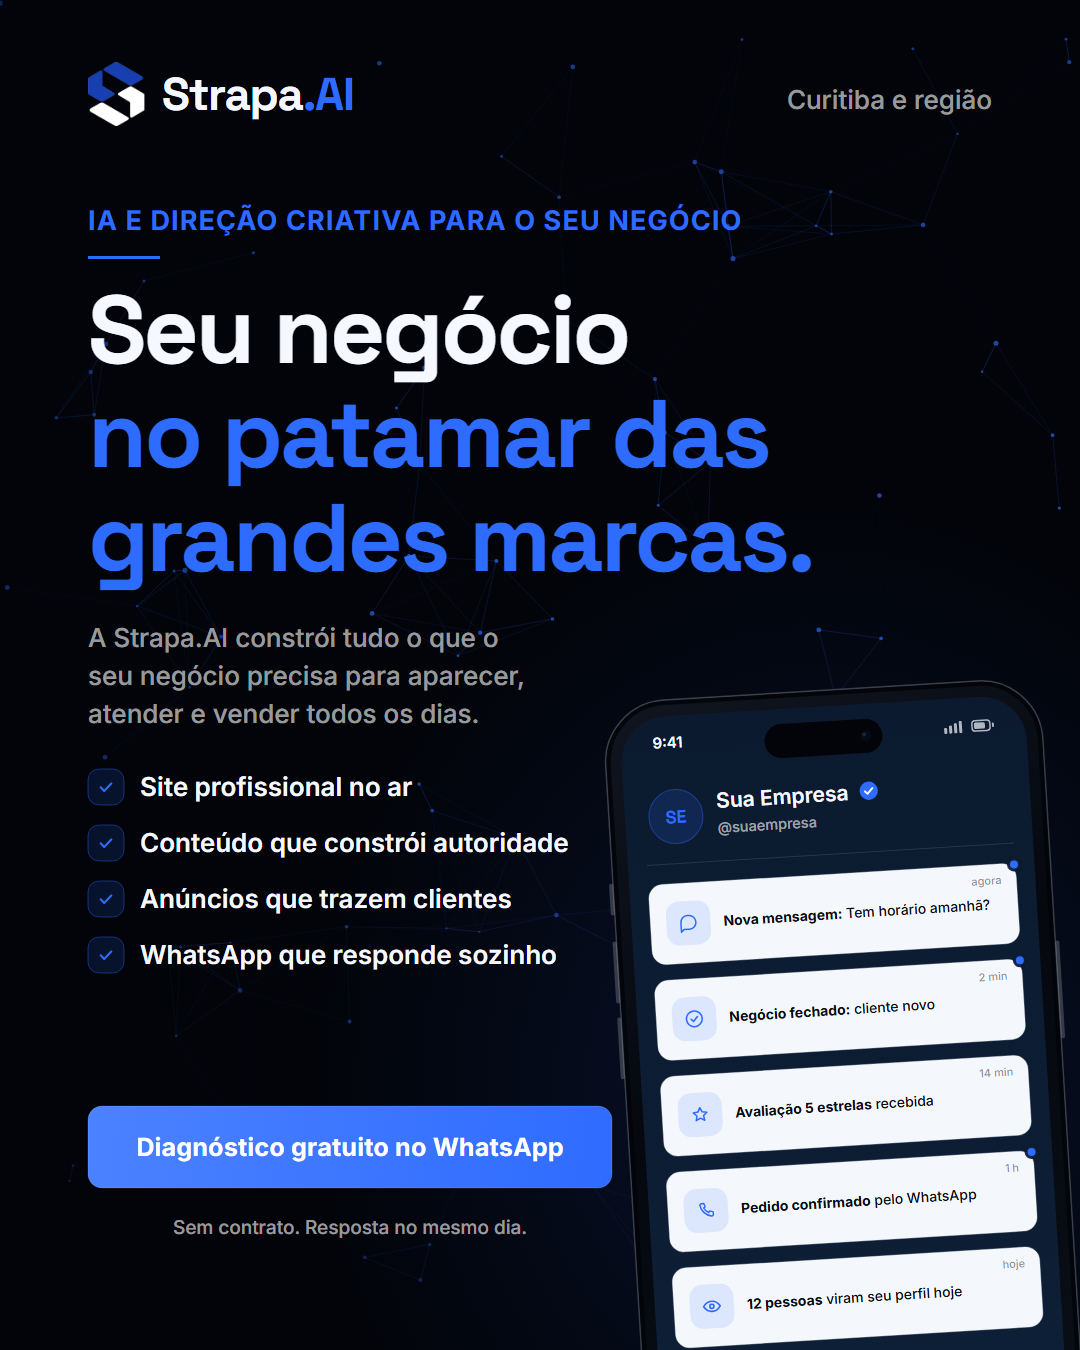 Strapa.AI
Curitiba e região
IA E DIREÇÃO CRIATIVA PARA O SEU NEGÓCIO
Seu negócio
no patamar das
grandes marcas.
A Strapa.AI constrói tudo o que o
seu negócio precisa para aparecer,
atender e vender todos os dias.
Site profissional no ar
Conteúdo que constrói autoridade
Anúncios que trazem clientes
WhatsApp que responde sozinho
Diagnóstico gratuito no WhatsApp
Sem contrato. Resposta no mesmo dia.
9:41
SE
Sua Empresa
@suaempresa
agora
Nova mensagem: Tem horário amanhã?
2 min
Negócio fechado: cliente novo
14 min
Avaliação 5 estrelas recebida
1 h
Pedido confirmado pelo WhatsApp
hoje
12 pessoas viram seu perfil hoje